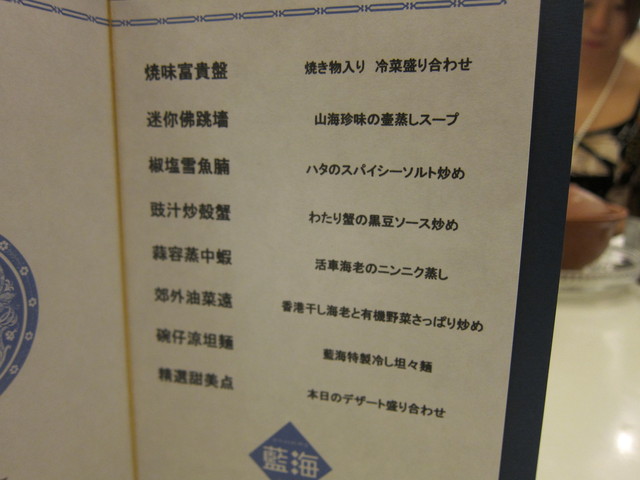 焼味富貴盤 焼き物入り 冷菜盛り合わせ
迷你佛跳墙 山海珍味の壷蒸しスープ
椒塩雪魚腩 ハタのスパイシーソルト炒め
豉汁炒殻蟹 わたり蟹の黒豆ソース炒め
蒜容蒸中蝦 活車海老のニンニク蒸し
郊外油菜遠 香港干し海老と有機野菜さっぱり炒め
碗仔涼坦麺 藍海特製冷し坦々麺
精選甜美点 本日のデザート盛り合わせ
藍海